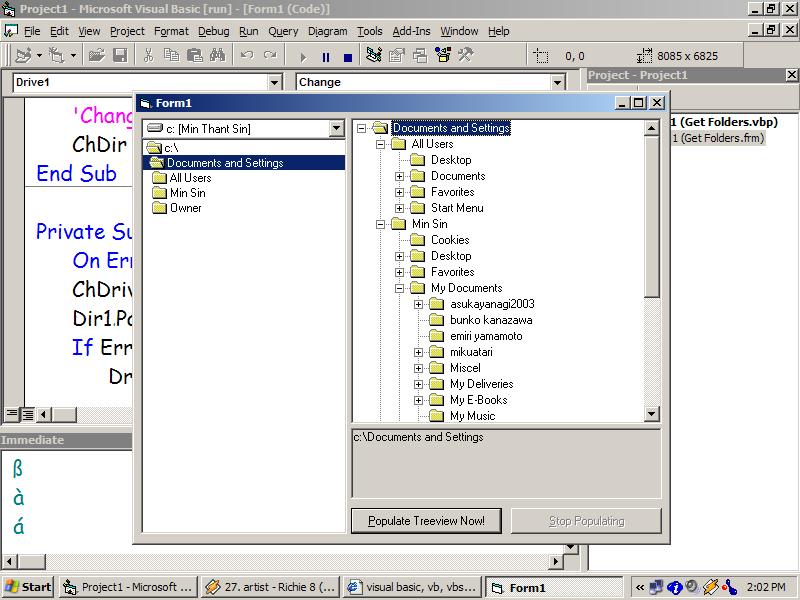 Project1 - Microsoft Visual Basic [run] - [Form1 (Code)]
File Edit View Project Format Debug Run Query Diagram Tools Add-Ins Window Help
0, 0 8085 x 6825
Drive1 Change
Project - Project1
'Chang
ChDir
End Sub
Private Su
On Err
ChDriv
Dir1.Pa
If Err
Dr
1 (Get Folders.vbp)
1 (Get Folders.frm)
Form1
c: [Min Thant Sin]
c:\
Documents and Settings
All Users
Min Sin
Owner
Documents and Settings
All Users
Desktop
Documents
Favorites
Start Menu
Min Sin
Cookies
Desktop
Favorites
My Documents
asukayanagi2003
bunko kanazawa
emiri yamamoto
mikuatari
Miscel
My Deliveries
My E-Books
My Music
c:\Documents and Settings
Populate Treeview Now!
Stop Populating
Immediate
ß
à
á
Start Project1 - Microsoft ... 27. artist - Richie 8 (... visual basic, vb, vbs... Form1 « 2:02 PM